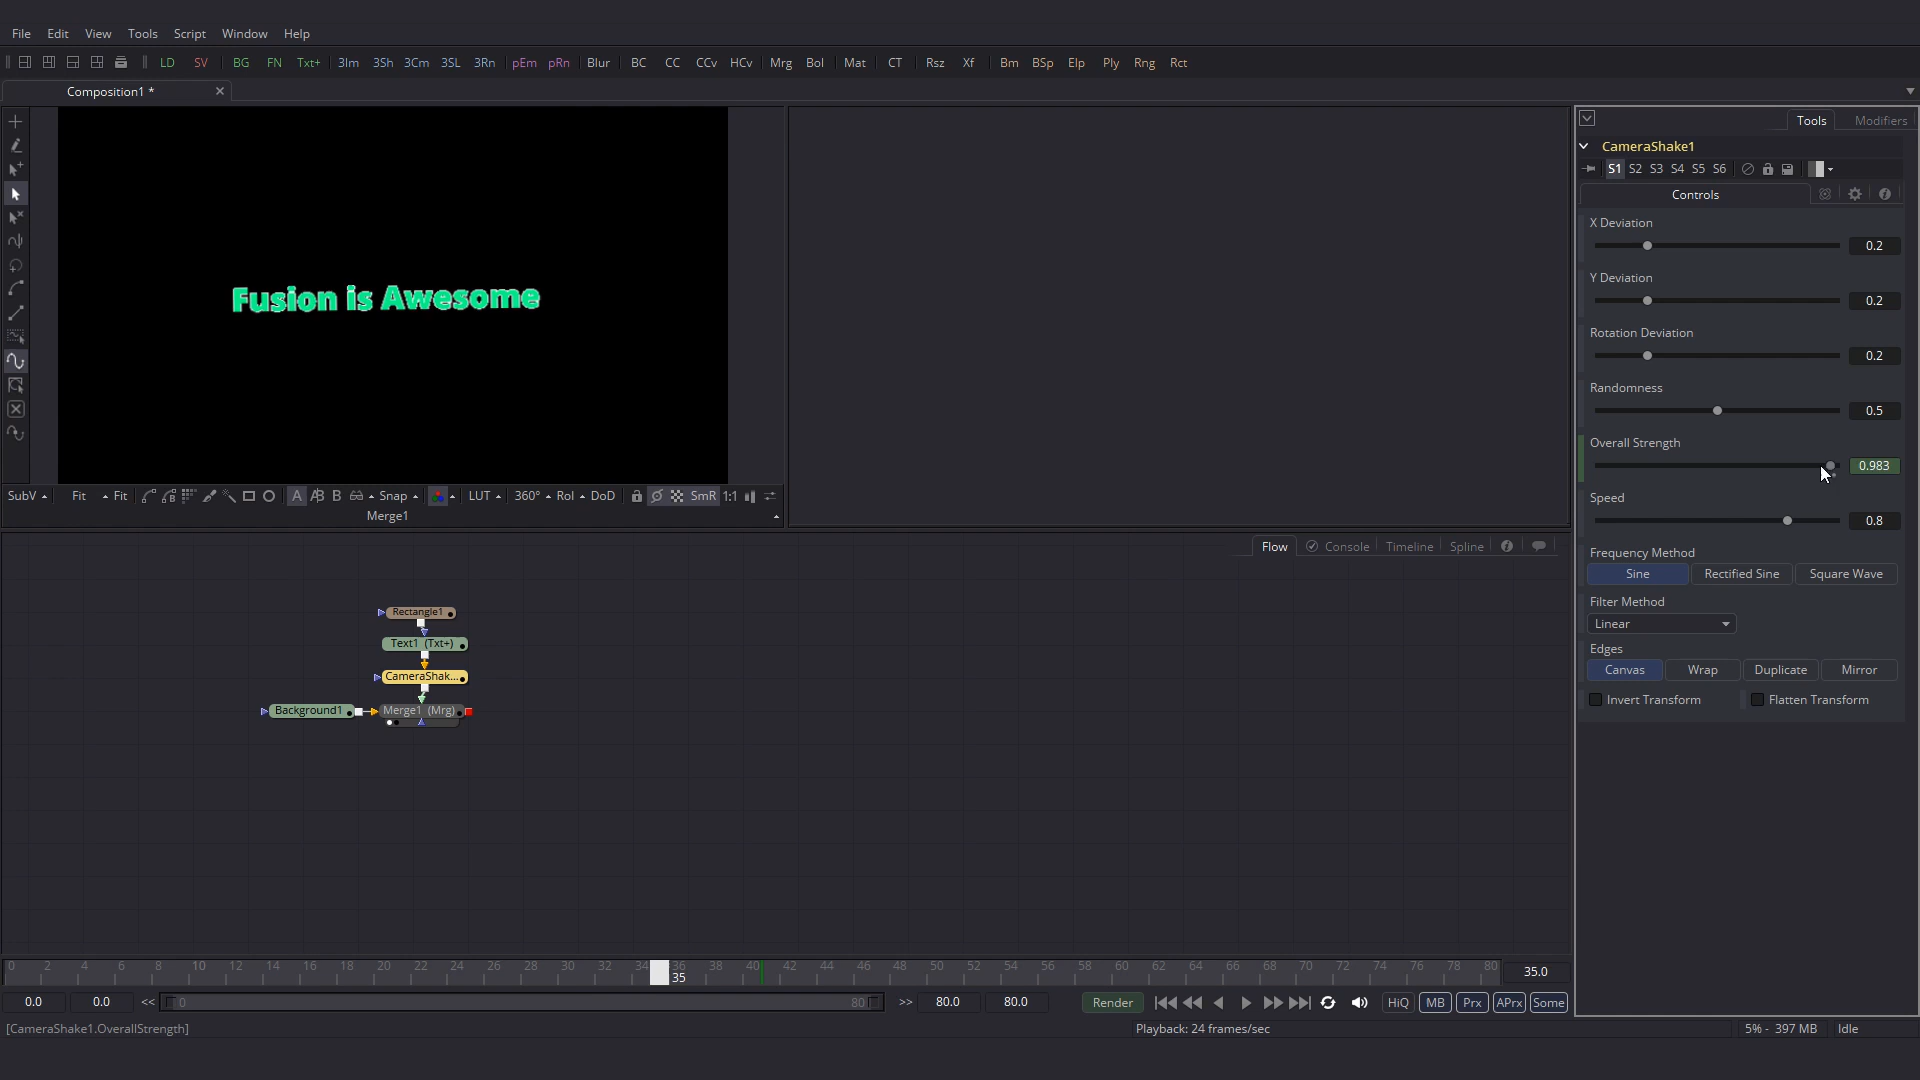 File Edit View Tools Script Window Help
LD SV BG FN Txt+ 3Im 3Sh 3Cm 3SL 3Rn pEm pRn Blur BC CC CCv HCv Mrg Bol Mat CT Rsz Xf Bm BSp Elp Ply Rng Rct
Composition1 *
Tools Modifiers
CameraShake1
S1 S2 S3 S4 S5 S6
Controls
X Deviation
0.2
Y Deviation
0.2
Rotation Deviation
0.2
Randomness
0.5
Overall Strength
0.983
Speed
0.8
Frequency Method
Sine Rectified Sine Square Wave
Filter Method
Linear
Edges
Canvas Wrap Duplicate Mirror
Invert Transform Flatten Transform
Fusion is Awesome
SubV Fit Fit A AB B Snap LUT 360° RoI DoD SmR 1:1
Merge1
Flow Console Timeline Spline
Rectangle1
Text1 (Txt+)
CameraShak...
Background1 Merge1 (Mrg)
0 2 4 6 8 10 12 14 16 18 20 22 24 26 28 30 32 34 36 38 40 42 44 46 48 50 52 54 56 58 60 62 64 66 68 70 72 74 76 78 80
35 35.0
0.0 0.0 << 0 80 >> 80.0 80.0 Render HiQ MB Prx APrx Some
[CameraShake1.OverallStrength] Playback: 24 frames/sec 5% - 397 MB Idle